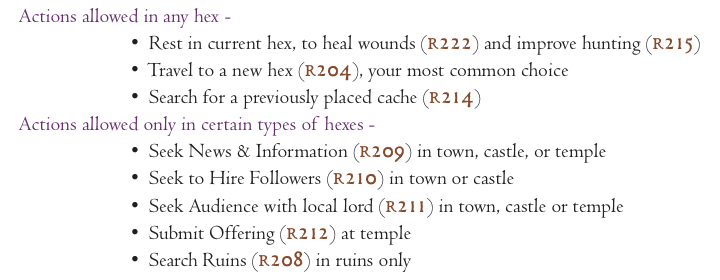 Actions allowed in any hex -
• Rest in current hex, to heal wounds (R222) and improve hunting (R215)
• Travel to a new hex (R204), your most common choice
• Search for a previously placed cache (R214)
Actions allowed only in certain types of hexes -
• Seek News & Information (R209) in town, castle, or temple
• Seek to Hire Followers (R210) in town or castle
• Seek Audience with local lord (R211) in town, castle or temple
• Submit Offering (R212) at temple
• Search Ruins (R208) in ruins only